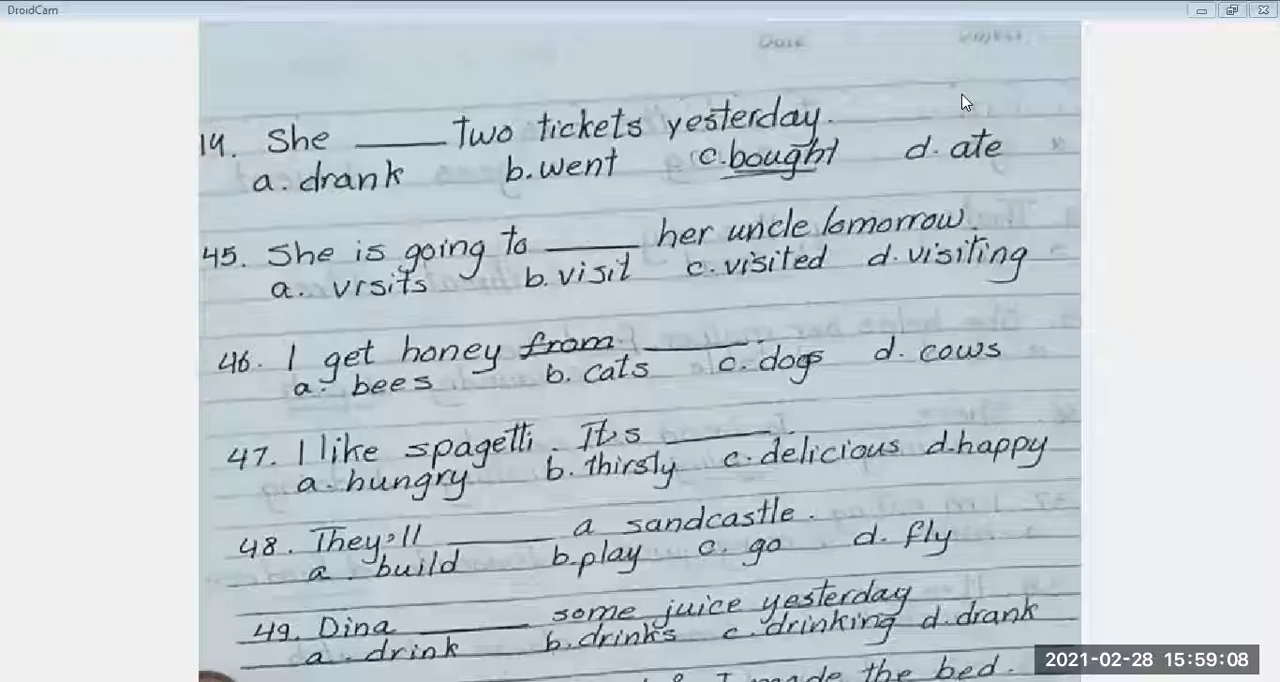 DroidCam
14. She ____ Two tickets yesterday.
a. drank b. went c. bought d. ate
45. She is going to ____ her uncle tomorrow.
a. vrsits b. visit c. visited d. visiting
46. I get honey from ____.
a. bees b. cats c. dogs d. cows
47. I like spagetti. It's ____.
a. hungry b. thirsty c. delicious d. happy
48. They'll ____ a sandcastle.
a. build b. play c. go d. fly
49. Dina ____ some juice yesterday
a. drink b. drinks c. drinking d. drank
I made the bed.
2021-02-28 15:59:08